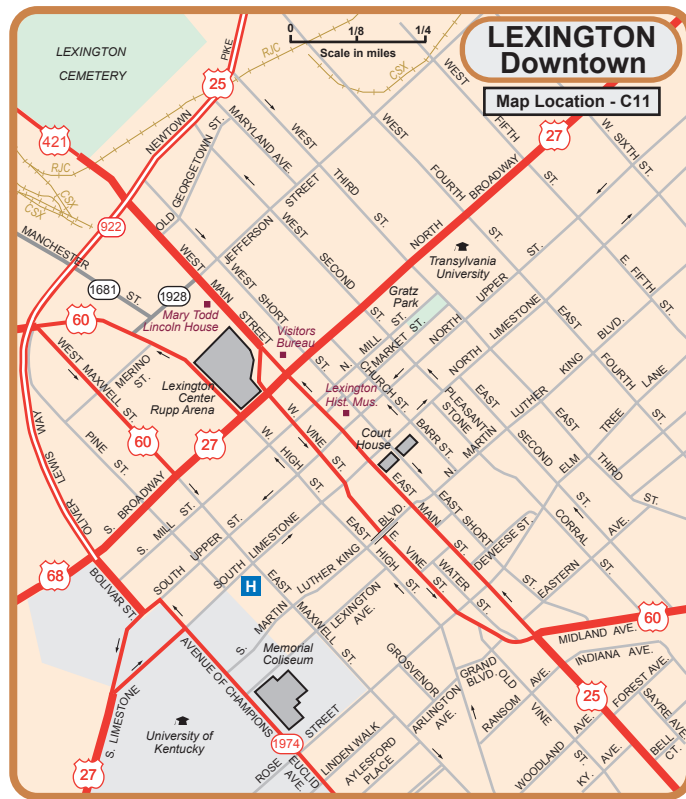 LEXINGTON
Downtown
Map Location - C11
0 1/8 1/4
Scale in miles
LEXINGTON
CEMETERY
RJC
CSX
PIKE
NEWTOWN
25
421
27
RJC
CSX
CSX
922
MARYLAND AVE.
OLD GEORGETOWN ST.
WEST FIFTH ST.
W. SIXTH ST.
WEST FOURTH ST.
WEST THIRD ST.
NORTH BROADWAY
JEFFERSON STREET
WEST SECOND ST.
WEST SHORT ST.
WEST MAIN STREET
MANCHESTER ST.
1681
1928
60
Transylvania
University
Gratz
Park
E. FIFTH ST.
NORTH UPPER ST.
NORTH LIMESTONE
N. MILL ST.
MARKET ST.
CHURCH ST.
Mary Todd
Lincoln House
Visitors
Bureau
Lexington
Center
Rupp Arena
Lexington
Hist. Mus.
Court
House
WEST MAXWELL ST.
MERINO ST.
PINE ST.
60
27
OLIVER LEWIS WAY
S. BROADWAY
W. HIGH ST.
W. VINE ST.
BARR ST.
PLEASANT STONE
N. MARTIN LUTHER KING BLVD.
EAST FOURTH ST.
ELM TREE LANE
EAST THIRD ST.
EAST SECOND ST.
CORRAL ST.
EASTERN AVE.
DEWEESE ST.
EAST SHORT ST.
EAST MAIN ST.
WATER ST.
E. VINE ST.
EAST HIGH ST.
S. MILL ST.
SOUTH UPPER ST.
SOUTH LIMESTONE
S. MARTIN LUTHER KING BLVD.
EAST MAXWELL ST.
LEXINGTON AVE.
68
BOLIVAR ST.
H
60
MIDLAND AVE.
INDIANA AVE.
GROSVENOR
ARLINGTON AVE.
GRAND BLVD.
OLD VINE ST.
RANSOM AVE.
25
FOREST AVE.
SAYRE AVE.
BELL CT.
WOODLAND AVE.
KY. AVE.
Memorial
Coliseum
AVENUE OF CHAMPIONS
University of
Kentucky
S. LIMESTONE
27
1974
ROSE STREET
EUCLID AVE.
LINDEN WALK
AYLESFORD PLACE